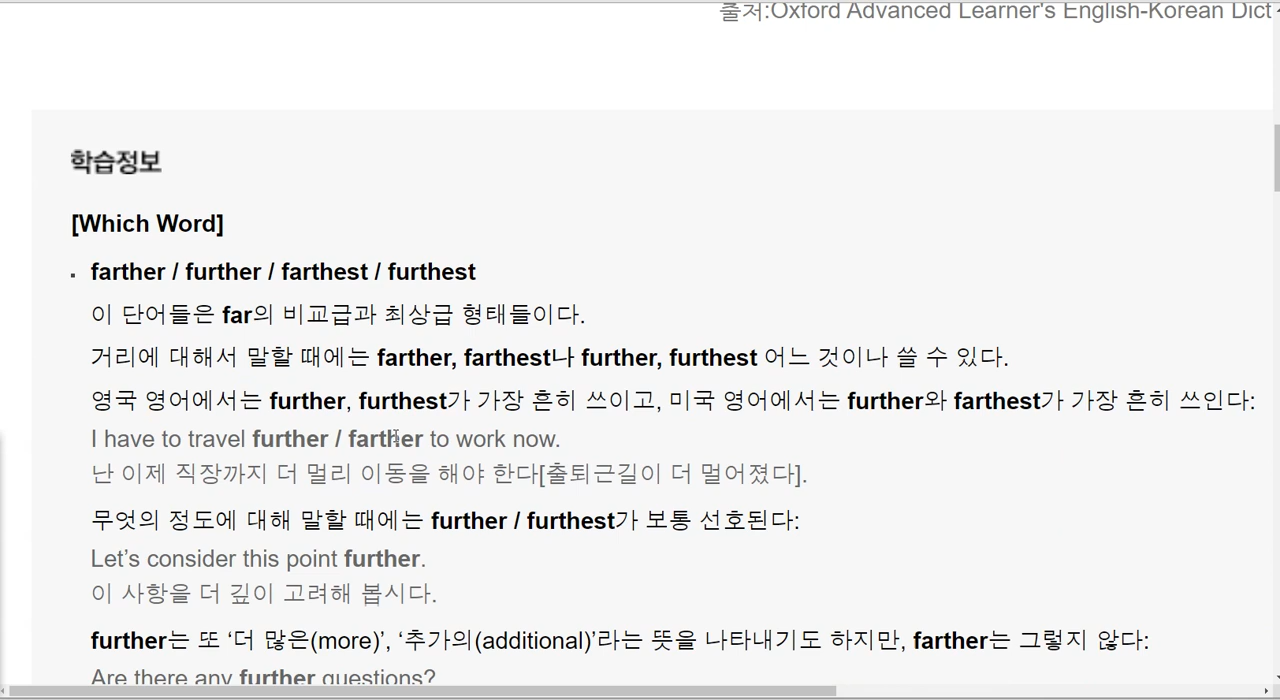 출처:Oxford Advanced Learner's English-Korean Dict
학습정보
[Which Word]
farther / further / farthest / furthest
이 단어들은 far의 비교급과 최상급 형태들이다.
거리에 대해서 말할 때에는 farther, farthest나 further, furthest 어느 것이나 쓸 수 있다.
영국 영어에서는 further, furthest가 가장 흔히 쓰이고, 미국 영어에서는 further와 farthest가 가장 흔히 쓰인다:
I have to travel further / farther to work now.
난 이제 직장까지 더 멀리 이동을 해야 한다[출퇴근길이 더 멀어졌다].
무엇의 정도에 대해 말할 때에는 further / furthest가 보통 선호된다:
Let’s consider this point further.
이 사항을 더 깊이 고려해 봅시다.
further는 또 ‘더 많은(more)’, ‘추가의(additional)’라는 뜻을 나타내기도 하지만, farther는 그렇지 않다:
Are there any further questions?